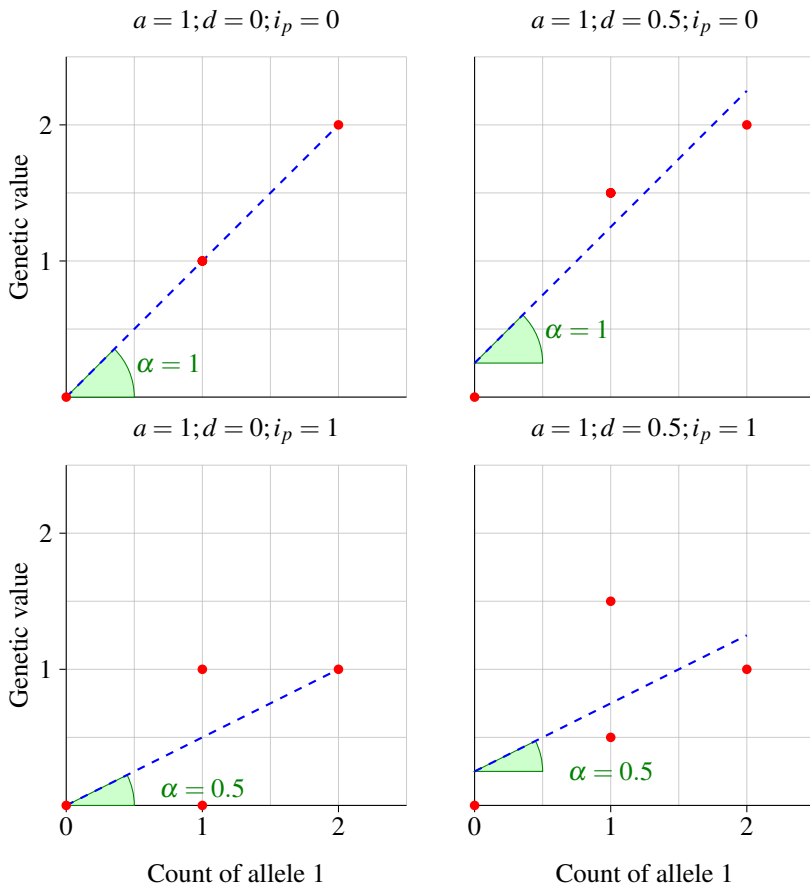 a = 1; d = 0; i_p = 0
a = 1; d = 0.5; i_p = 0
2
1
Genetic value
α = 1
α = 1
a = 1; d = 0; i_p = 1
a = 1; d = 0.5; i_p = 1
2
1
Genetic value
α = 0.5
α = 0.5
0 1 2
0 1 2
Count of allele 1
Count of allele 1